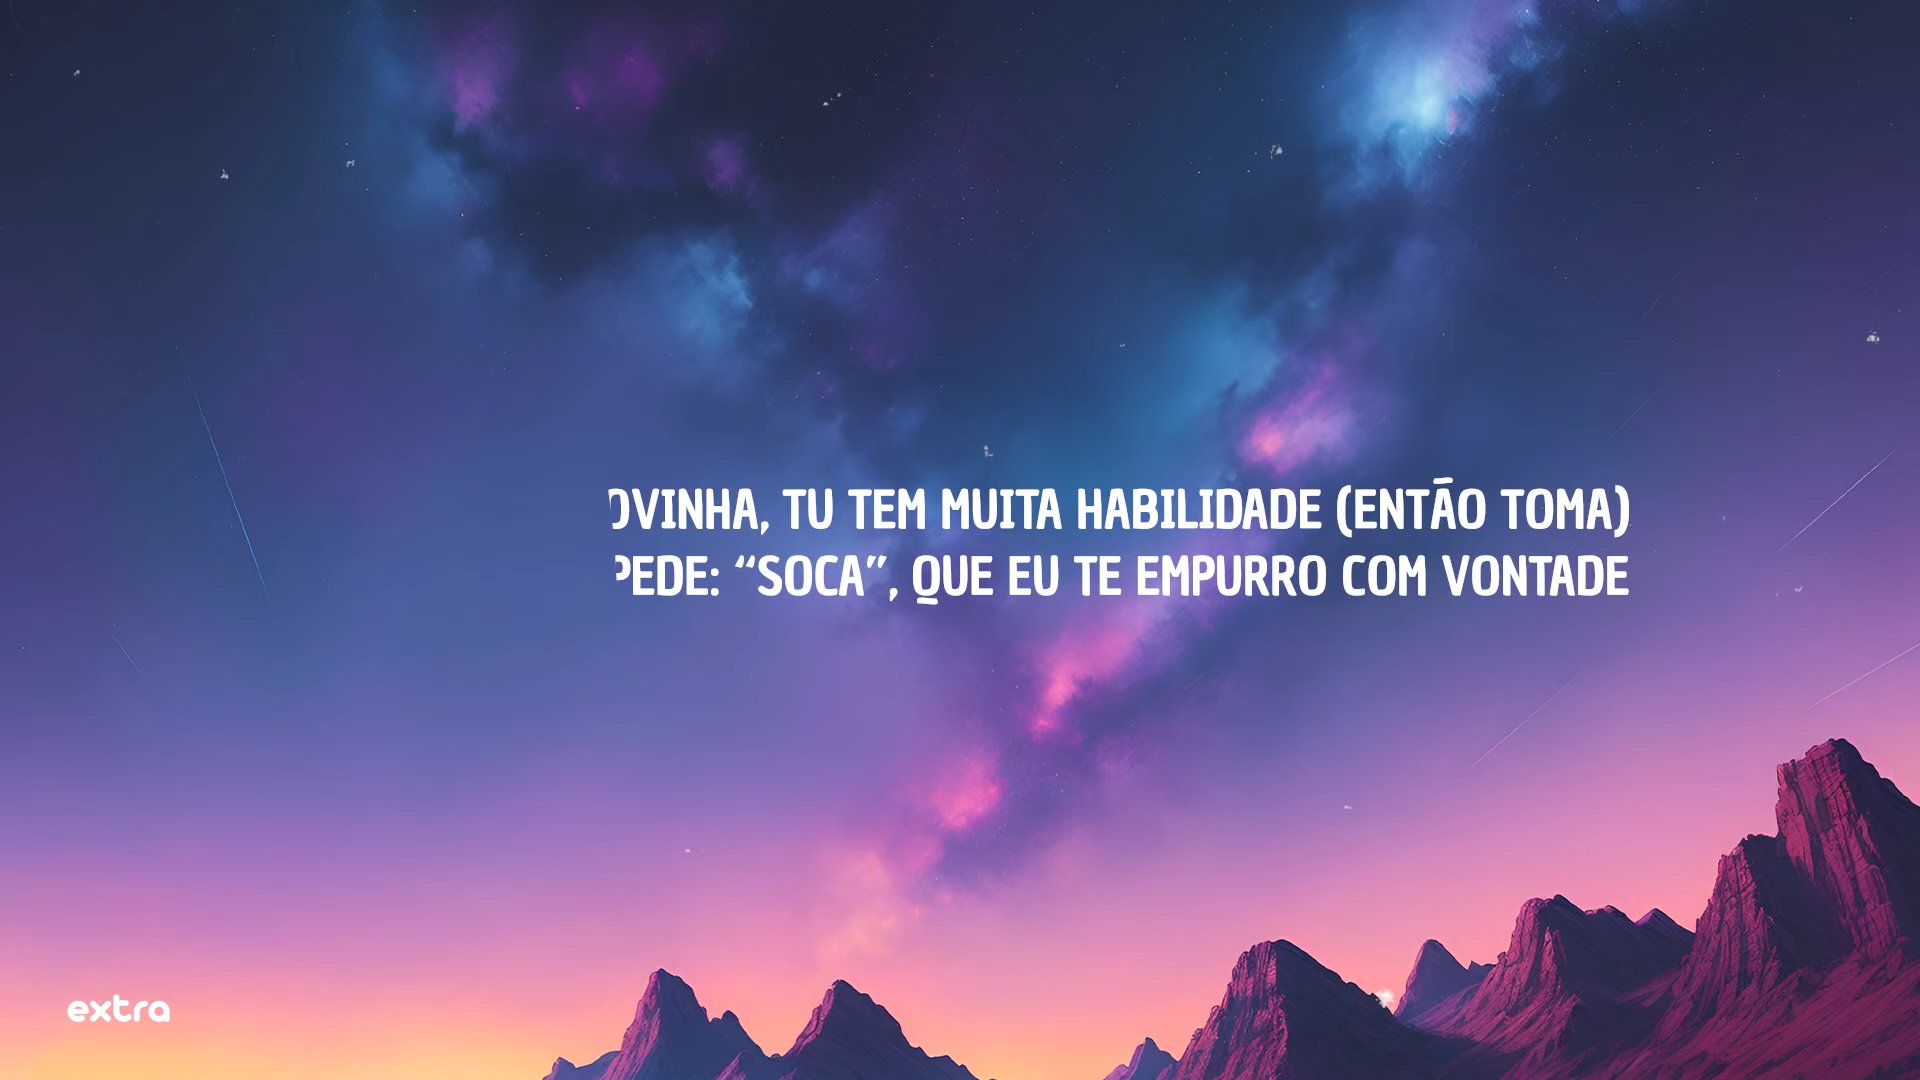 OVINHA, TU TEM MUITA HABILIDADE (ENTÃO TOMA)
PEDE: “SOCA”, QUE EU TE EMPURRO COM VONTADE
extra